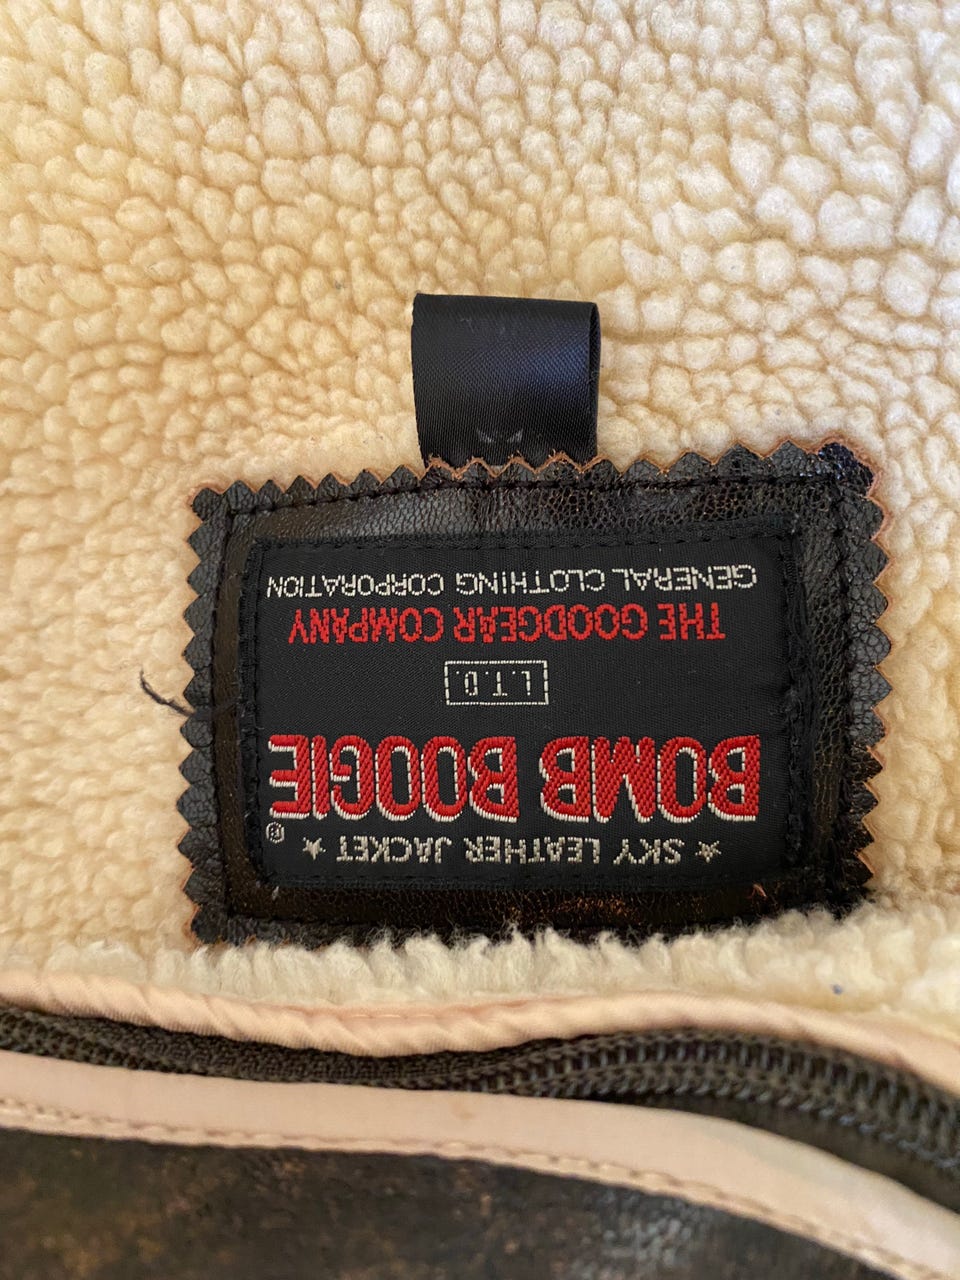 ★ SKY LEATHER JACKET ★
BOMB BOOGIE ®
L.T.D.
THE GOODGEAR COMPANY
GENERAL CLOTHING CORPORATION